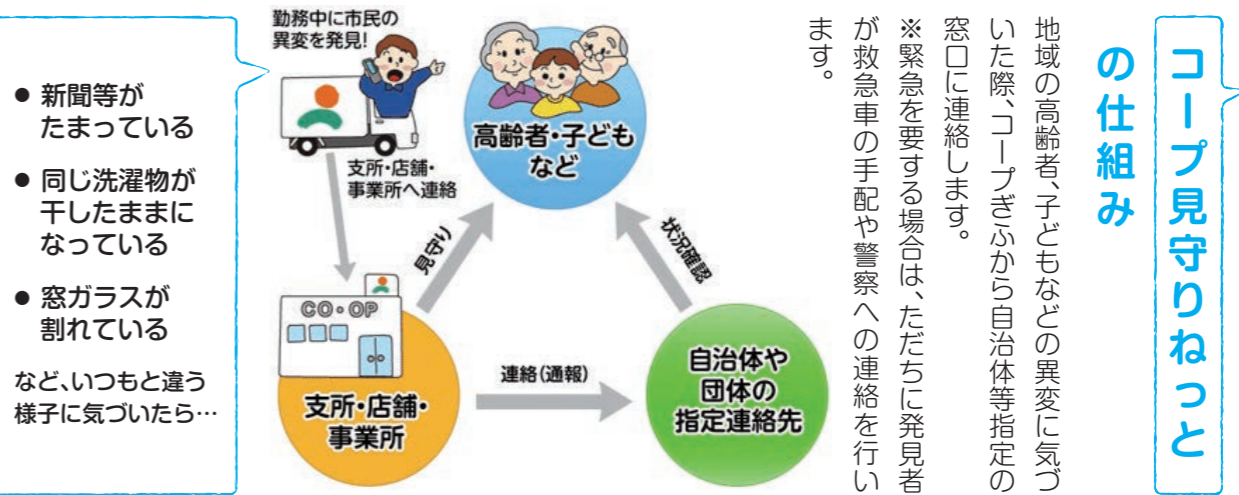 コープ見守りねっと
の仕組み
地域の高齢者、子どもなどの異変に気づ
いた際、コープぎふから自治体等指定の
窓口に連絡します。
※緊急を要する場合は、ただちに発見者
が救急車の手配や警察への連絡を行い
ます。
勤務中に市民の
異変を発見!
高齢者・子ども
など
支所・店舗・
事業所へ連絡
見守り
状況確認
CO・OP
支所・店舗・
事業所
連絡(通報)
自治体や
団体の
指定連絡先
● 新聞等が
たまっている
● 同じ洗濯物が
干したままに
なっている
● 窓ガラスが
割れている
など、いつもと違う
様子に気づいたら…